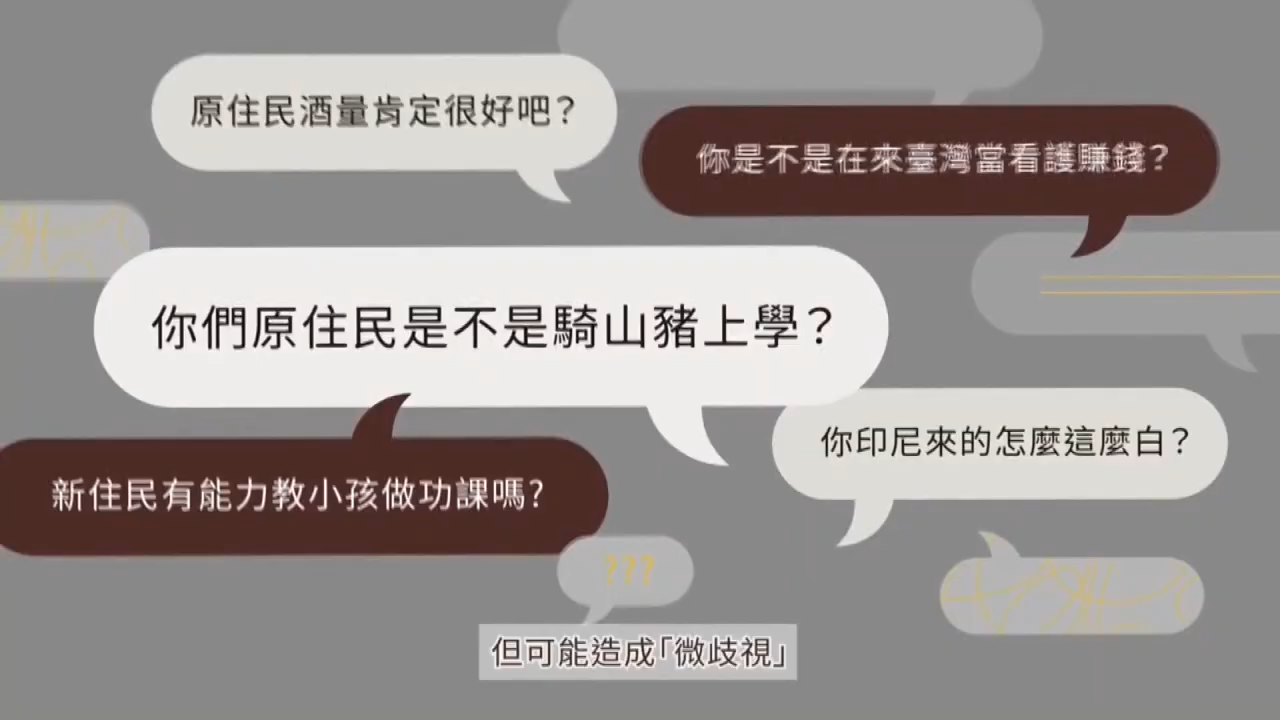 原住民酒量肯定很好吧？
你是不是在來臺灣當看護賺錢？
你們原住民是不是騎山豬上學？
你印尼來的怎麼這麼白？
新住民有能力教小孩做功課嗎?
???
但可能造成「微歧視」